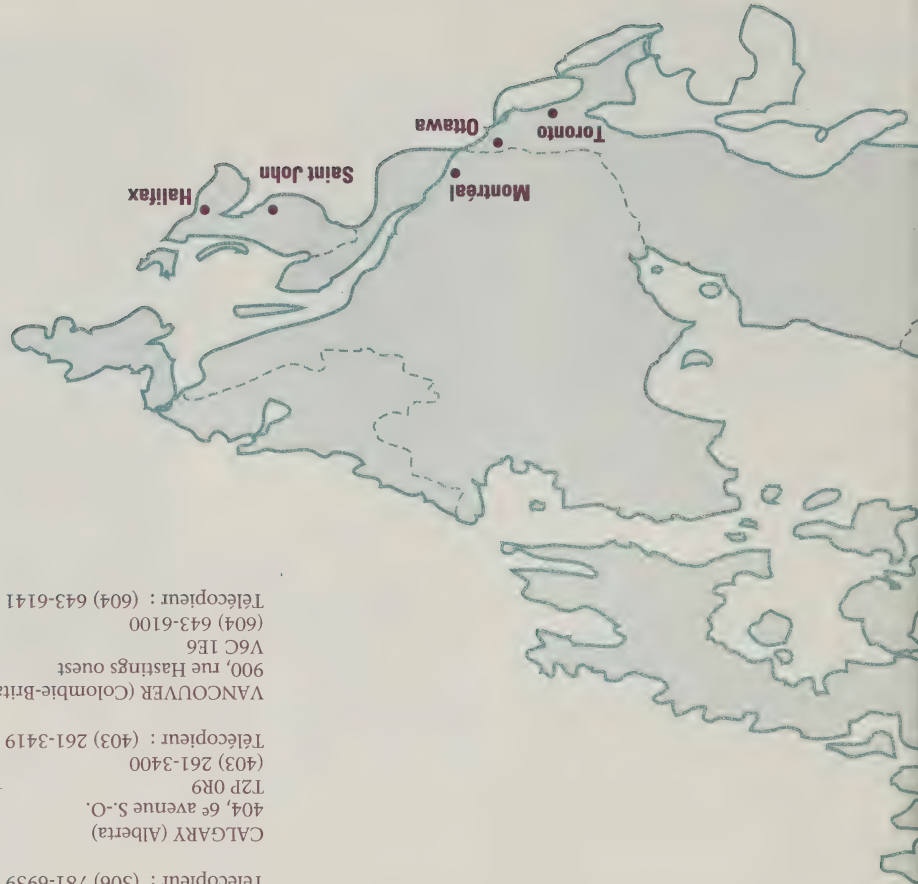 Télécopieur : (306) 781-6939
CALGARY (Alberta)
404, 6e avenue S.-O.
T2P 0R9
(403) 261-3400
Télécopieur : (403) 261-3419
VANCOUVER (Colombie-Brita
900, rue Hastings ouest
V6C 1E6
(604) 643-6100
Télécopieur : (604) 643-6141
Montréal
Halifax
Saint John
Toronto
Ottawa